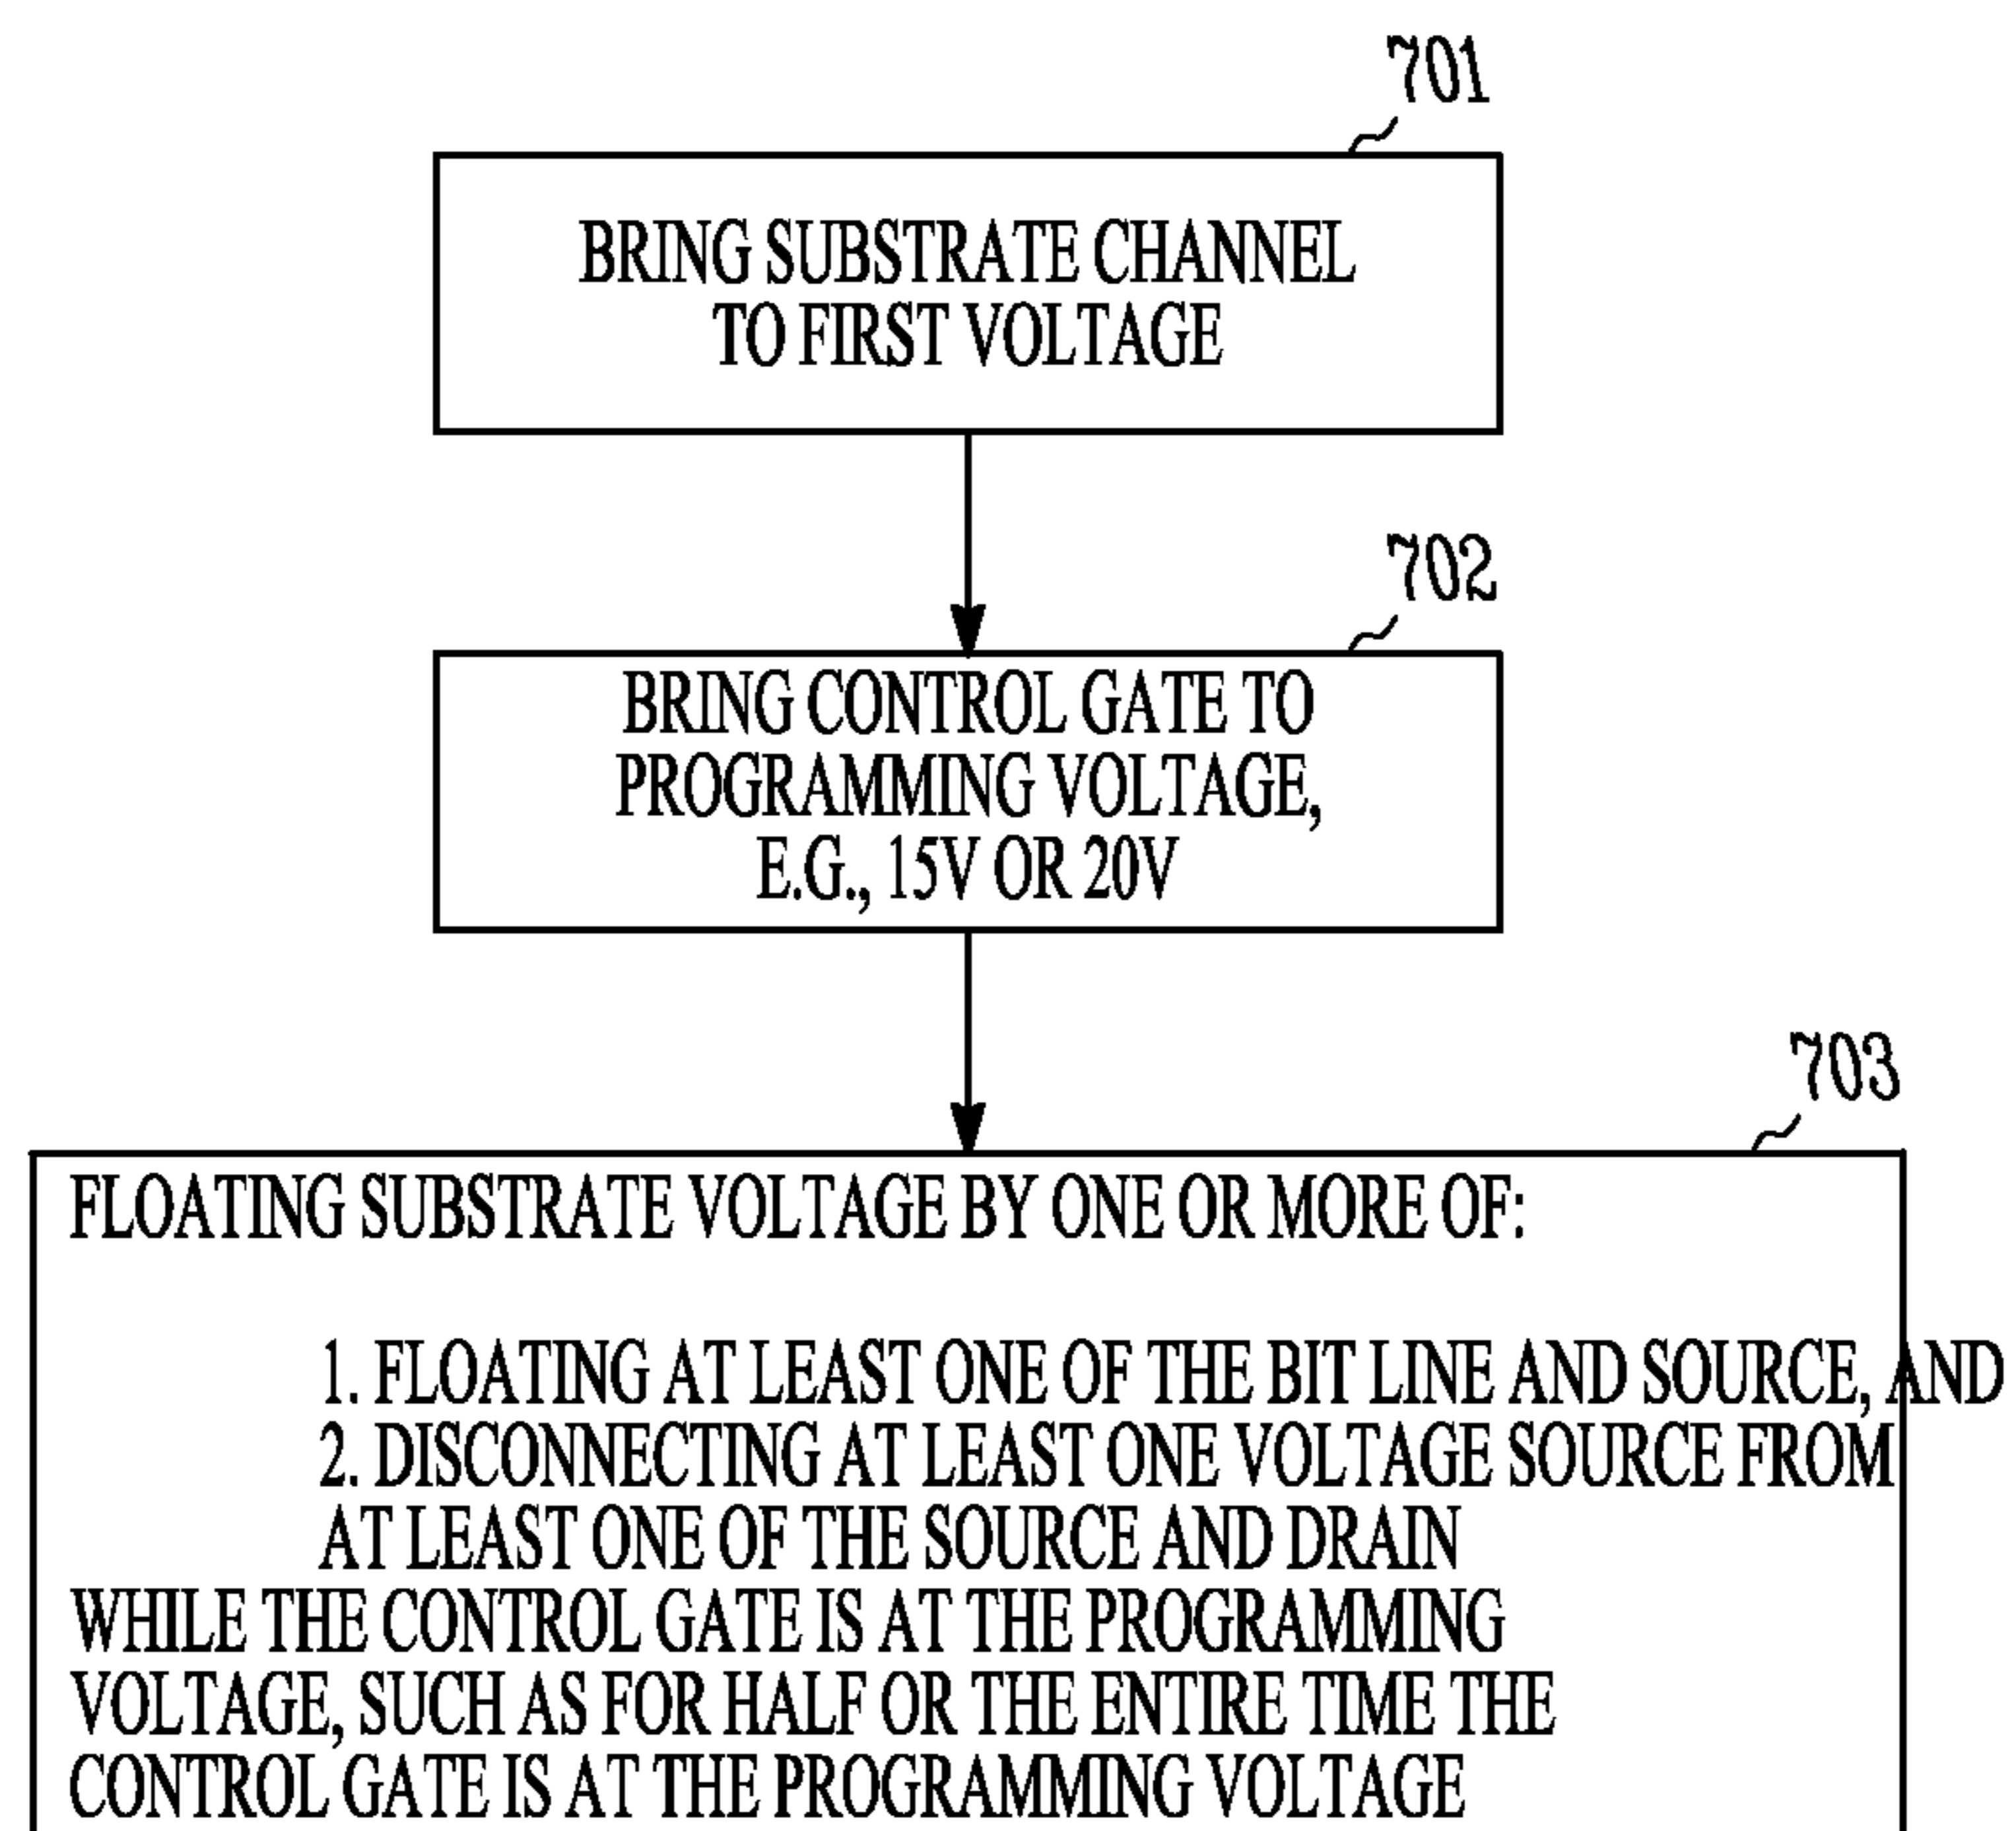 701
BRING SUBSTRATE CHANNEL
TO FIRST VOLTAGE
702
BRING CONTROL GATE TO
PROGRAMMING VOLTAGE,
E.G., 15V OR 20V
703
FLOATING SUBSTRATE VOLTAGE BY ONE OR MORE OF:
1. FLOATING AT LEAST ONE OF THE BIT LINE AND SOURCE, AND
2. DISCONNECTING AT LEAST ONE VOLTAGE SOURCE FROM
AT LEAST ONE OF THE SOURCE AND DRAIN
WHILE THE CONTROL GATE IS AT THE PROGRAMMING
VOLTAGE, SUCH AS FOR HALF OR THE ENTIRE TIME THE
CONTROL GATE IS AT THE PROGRAMMING VOLTAGE